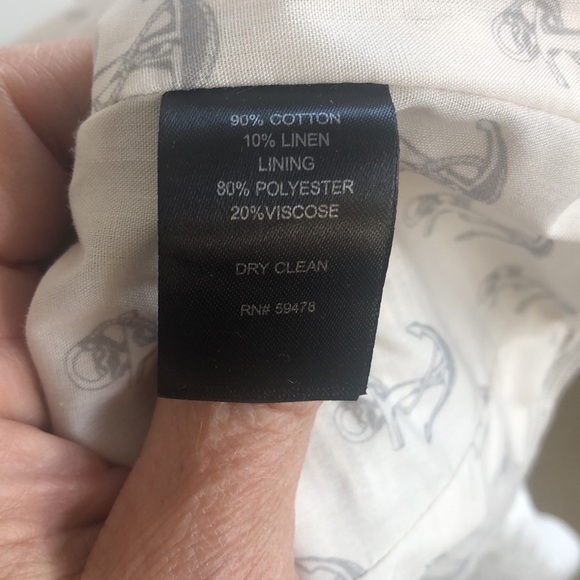 90% COTTON
10% LINEN
LINING
80% POLYESTER
20%VISCOSE
DRY CLEAN
RN# 59478